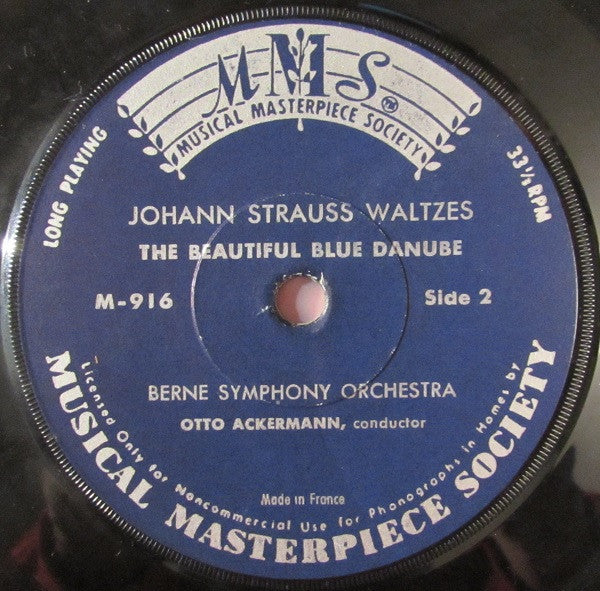 MMS TM
MUSICAL MASTERPIECE SOCIETY
LONG PLAYING
33⅓ RPM
JOHANN STRAUSS WALTZES
THE BEAUTIFUL BLUE DANUBE
M-916
Side 2
BERNE SYMPHONY ORCHESTRA
OTTO ACKERMANN, conductor
Made in France
Licensed Only for Noncommercial Use for Phonographs in Homes by
MUSICAL MASTERPIECE SOCIETY